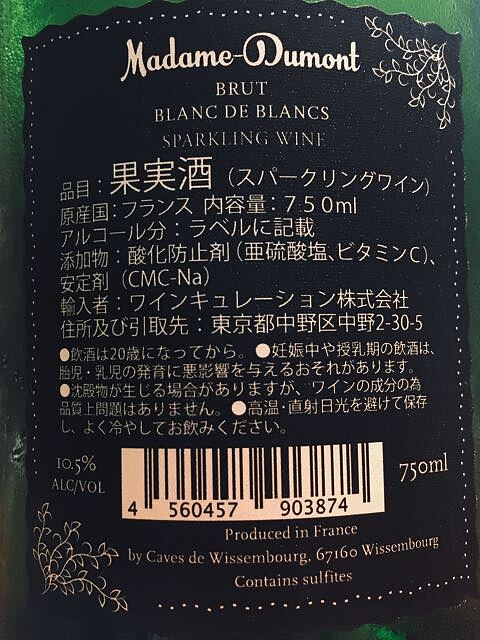 Madame-Dumont
BRUT
BLANC DE BLANCS
SPARKLING WINE
品目：果実酒（スパークリングワイン）
原産国：フランス 内容量：750ml
アルコール分：ラベルに記載
添加物：酸化防止剤（亜硫酸塩、ビタミンC）、
安定剤（CMC-Na）
輸入者：ワインキュレーション株式会社
住所及び引取先：東京都中野区中野2-30-5
●飲酒は20歳になってから。●妊娠中や授乳期の飲酒は、
胎児・乳児の発育に悪影響を与えるおそれがあります。
●沈殿物が生じる場合がありますが、ワインの成分の為
品質上問題はありません。●高温・直射日光を避けて保存
し、よく冷やしてお飲みください。
10.5%
ALC/VOL
4 560457 903874
750ml
Produced in France
by Caves de Wissembourg, 67160 Wissembourg
Contains sulfites